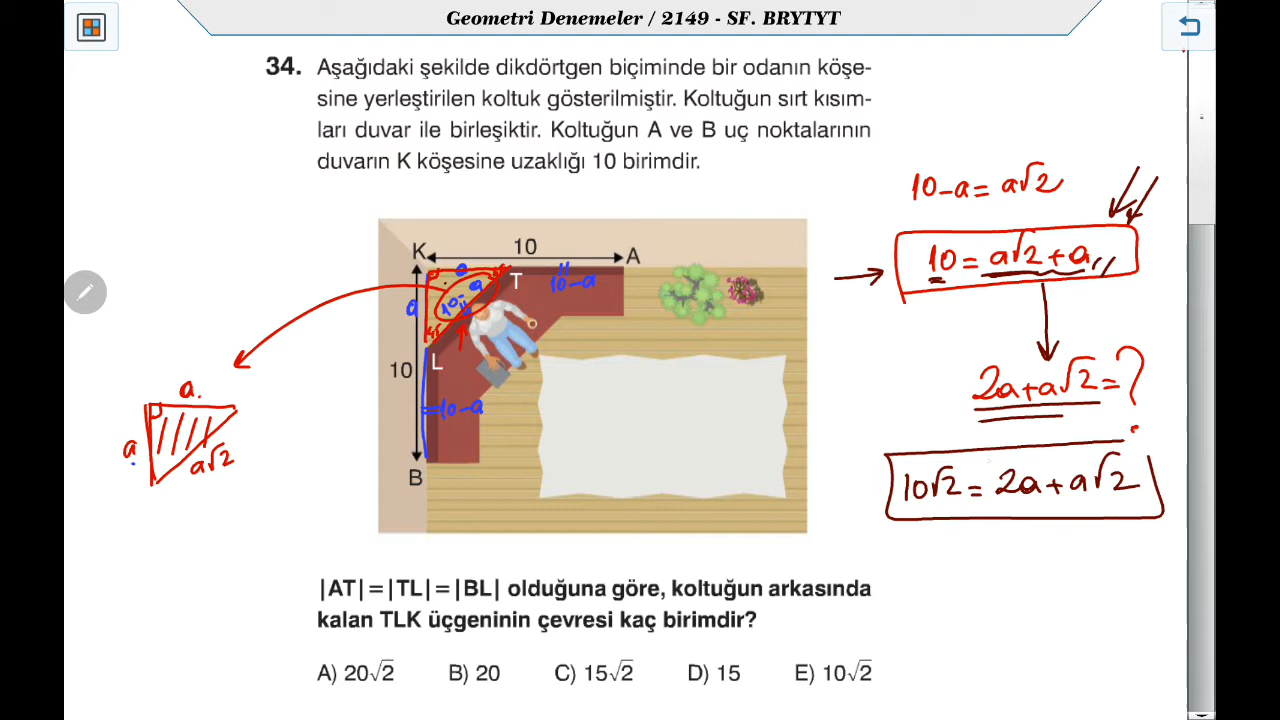 Geometri Denemeler / 2149 - SF. BRYTYT
34. Aşağıdaki şekilde dikdörtgen biçiminde bir odanın köşe-
sine yerleştirilen koltuk gösterilmiştir. Koltuğun sırt kısım-
ları duvar ile birleşiktir. Koltuğun A ve B uç noktalarının
duvarın K köşesine uzaklığı 10 birimdir.
10-a = a√2
10 = a√2 + a
2a + a√2 = ?
10√2 = 2a + a√2
K 10 A
a
T
10-a
a
10-a
L
10
= 10-a
B
a
a
a√2
|AT| = |TL| = |BL| olduğuna göre, koltuğun arkasında
kalan TLK üçgeninin çevresi kaç birimdir?
A) 20√2 B) 20 C) 15√2 D) 15 E) 10√2